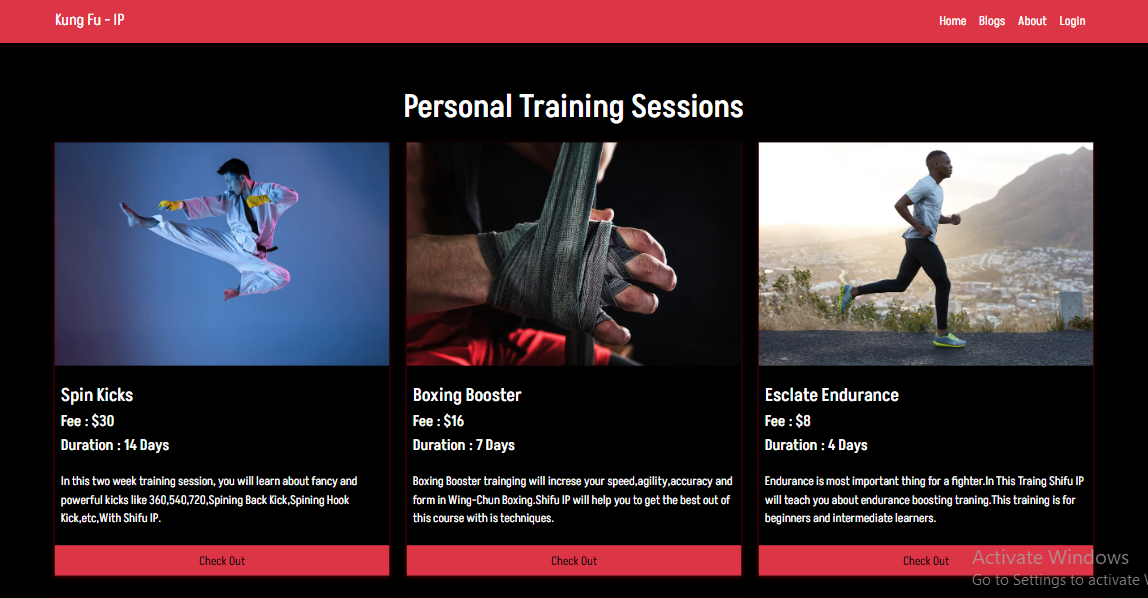 Kung Fu - IP
Home Blogs About Login
Personal Training Sessions
Spin Kicks
Fee : $30
Duration : 14 Days
In this two week training session, you will learn about fancy and
powerful kicks like 360,540,720,Spining Back Kick,Spining Hook
Kick,etc,With Shifu IP.
Check Out
Boxing Booster
Fee : $16
Duration : 7 Days
Boxing Booster trainging will increse your speed,agility,accuracy and
form in Wing-Chun Boxing.Shifu IP will help you to get the best out of
this course with is techniques.
Check Out
Esclate Endurance
Fee : $8
Duration : 4 Days
Endurance is most important thing for a fighter.In This Traing Shifu IP
will teach you about endurance boosting traning.This training is for
beginners and intermediate learners.
Check Out
Activate Windows
Go to Settings to activate W